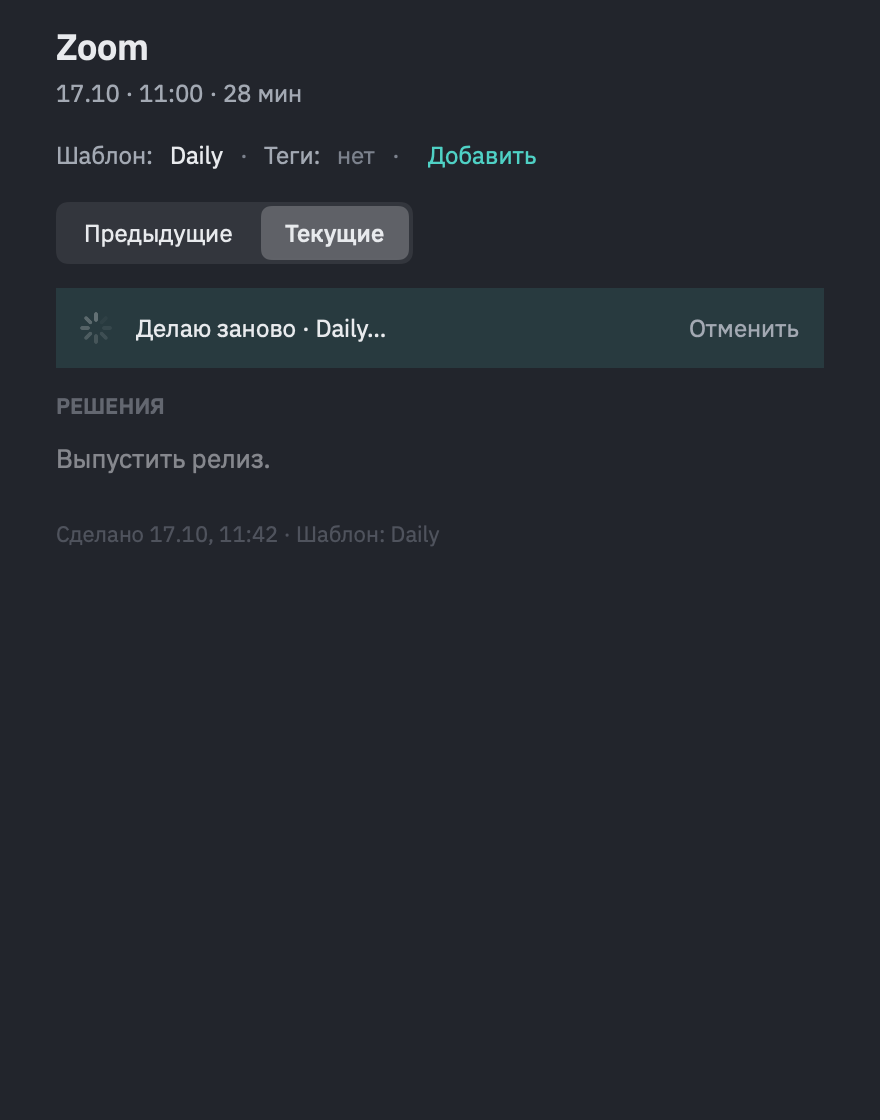 Zoom
17.10 · 11:00 · 28 мин
Шаблон: Daily · Теги: нет · Добавить
Предыдущие Текущие
Делаю заново · Daily... Отменить
РЕШЕНИЯ
Выпустить релиз.
Сделано 17.10, 11:42 · Шаблон: Daily